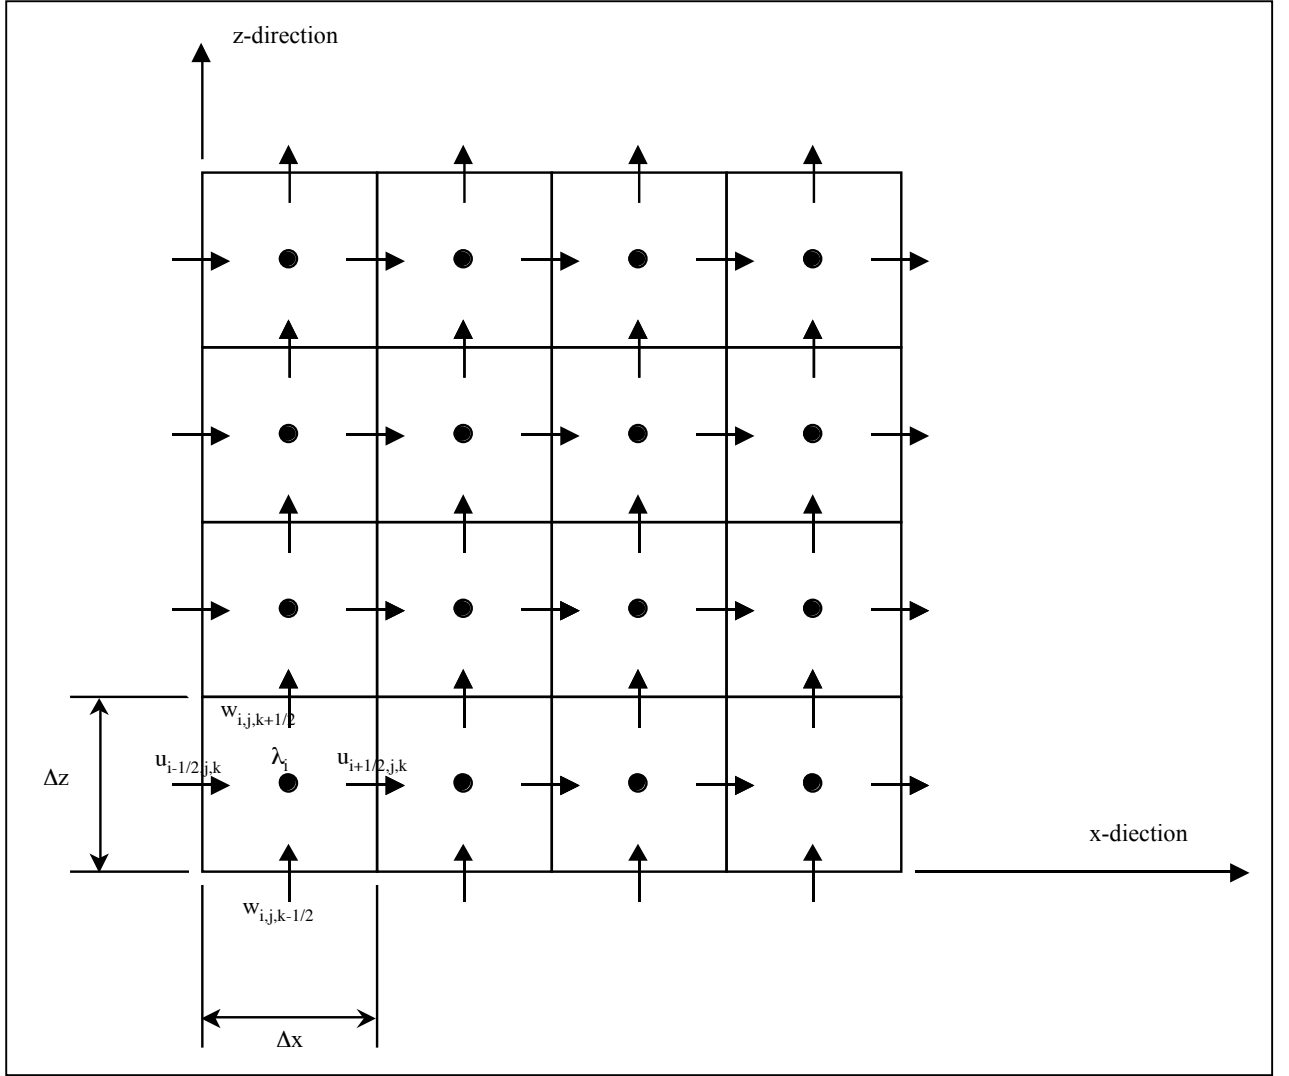 z-direction
w_{i,j,k+1/2}
u_{i-1/2,j,k}
λ_i
u_{i+1/2,j,k}
Δz
x-diection
w_{i,j,k-1/2}
Δx